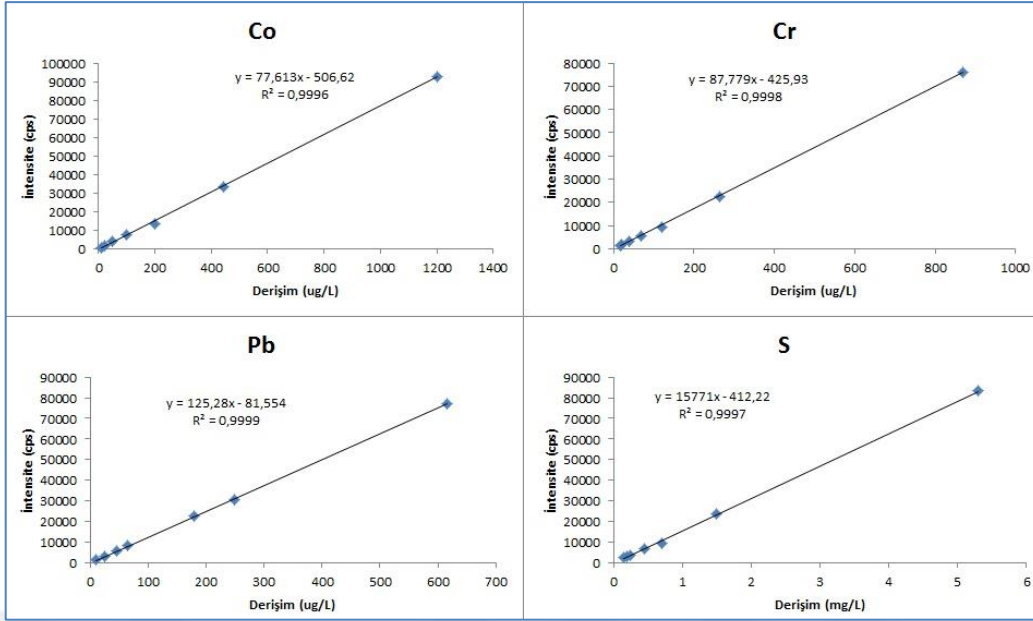 Co
y = 77,613x - 506,62
R² = 0,9996
İntensite (cps)
100000
90000
80000
70000
60000
50000
40000
30000
20000
10000
0
0 200 400 600 800 1000 1200 1400
Derişim (ug/L)
Cr
y = 87,779x - 425,93
R² = 0,9998
İntensite (cps)
80000
70000
60000
50000
40000
30000
20000
10000
0
0 200 400 600 800 1000
Derişim (ug/L)
Pb
y = 125,28x - 81,554
R² = 0,9999
İntensite (cps)
90000
80000
70000
60000
50000
40000
30000
20000
10000
0
0 100 200 300 400 500 600 700
Derişim (ug/L)
S
y = 15771x - 412,22
R² = 0,9997
İntensite (cps)
90000
80000
70000
60000
50000
40000
30000
20000
10000
0
0 1 2 3 4 5 6
Derişim (mg/L)